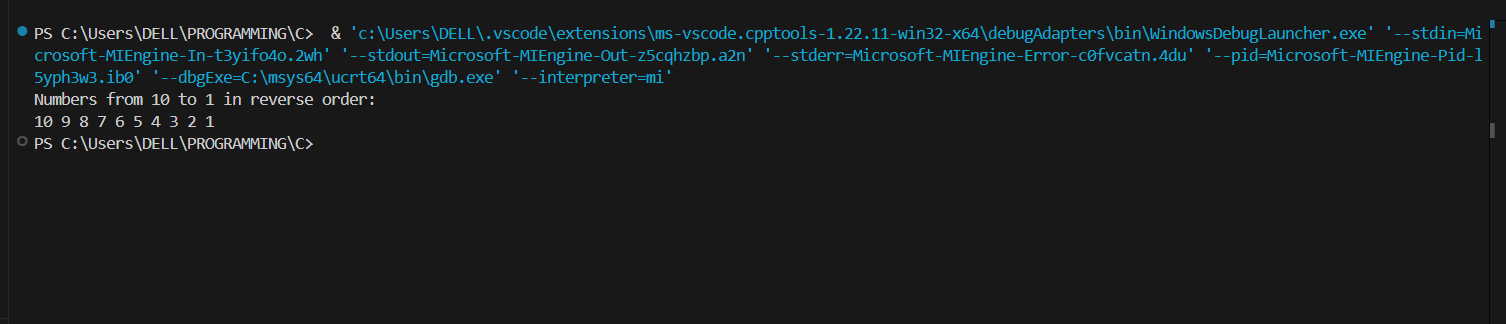 PS C:\Users\DELL\PROGRAMMING\C>  & 'c:\Users\DELL\.vscode\extensions\ms-vscode.cpptools-1.22.11-win32-x64\debugAdapters\bin\WindowsDebugLauncher.exe' '--stdin=Mi
crosoft-MIEngine-In-t3yifo4o.2wh' '--stdout=Microsoft-MIEngine-Out-z5cqhzbp.a2n' '--stderr=Microsoft-MIEngine-Error-c0fvcatn.4du' '--pid=Microsoft-MIEngine-Pid-l
5yph3w3.ib0' '--dbgExe=C:\msys64\ucrt64\bin\gdb.exe' '--interpreter=mi'
Numbers from 10 to 1 in reverse order:
10 9 8 7 6 5 4 3 2 1
PS C:\Users\DELL\PROGRAMMING\C>